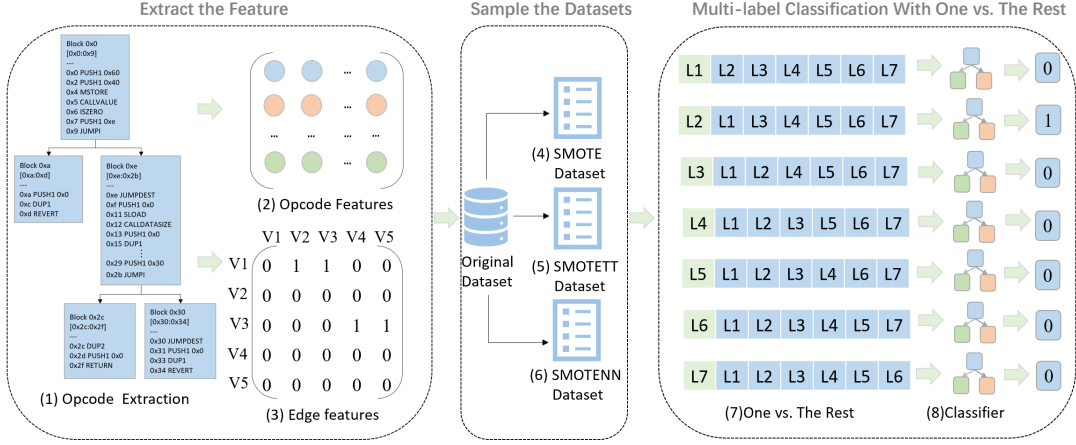 Extract the Feature
Sample the Datasets
Multi-label Classification With One vs. The Rest
Block 0x0
[0x0:0x9]
---
0x0 PUSH1 0x60
0x2 PUSH1 0x40
0x4 MSTORE
0x5 CALLVALUE
0x6 ISZERO
0x7 PUSH1 0xe
0x9 JUMPI
Block 0xa
[0xa:0xd]
---
0xa PUSH1 0x0
0xc DUP1
0xd REVERT
Block 0xe
[0xe:0x2b]
---
0xe JUMPDEST
0xf PUSH1 0x0
0x11 SLOAD
0x12 CALLDATASIZE
0x13 PUSH1 0x0
0x15 DUP1
⋮
0x29 PUSH1 0x30
0x2b JUMPI
Block 0x2c
[0x2c:0x2f]
---
0x2c DUP2
0x2d PUSH1 0x0
0x2f RETURN
Block 0x30
[0x30:0x34]
---
0x30 JUMPDEST
0x31 PUSH1 0x0
0x33 DUP1
0x34 REVERT
(1) Opcode Extraction
...
...
... ... ... ...
...
(2) Opcode Features
V1 V2 V3 V4 V5
V1 0 1 1 0 0
V2 0 0 0 0 0
V3 0 0 0 1 1
V4 0 0 0 0 0
V5 0 0 0 0 0
(3) Edge features
Original
Dataset
(4) SMOTE
Dataset
(5) SMOTETT
Dataset
(6) SMOTENN
Dataset
L1 L2 L3 L4 L5 L6 L7 0
L2 L1 L3 L4 L5 L6 L7 1
L3 L1 L2 L4 L5 L6 L7 0
L4 L1 L2 L3 L5 L6 L7 0
L5 L1 L2 L3 L4 L6 L7 0
L6 L1 L2 L3 L4 L5 L7 0
L7 L1 L2 L3 L4 L5 L6 0
(7)One vs. The Rest
(8)Classifier